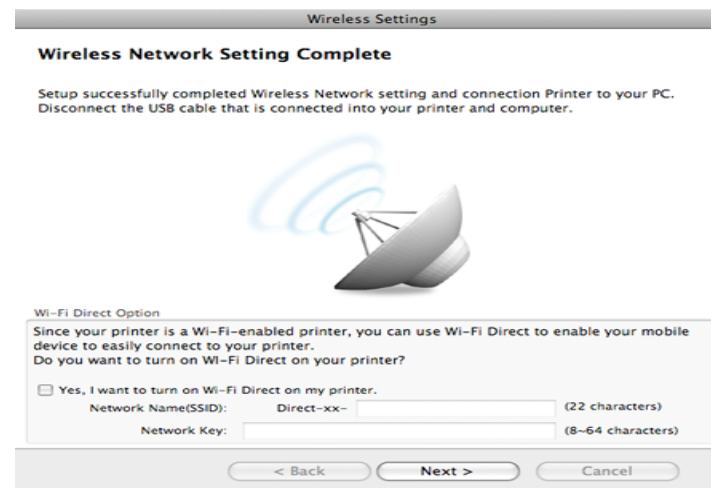 Wireless Settings
Wireless Network Setting Complete
Setup successfully completed Wireless Network setting and connection Printer to your PC.
Disconnect the USB cable that is connected into your printer and computer.
Wi-Fi Direct Option
Since your printer is a Wi-Fi-enabled printer, you can use Wi-Fi Direct to enable your mobile
device to easily connect to your printer.
Do you want to turn on WI-Fi Direct on your printer?
Yes, I want to turn on Wi-Fi Direct on my printer.
Network Name(SSID): Direct-xx- (22 characters)
Network Key: (8~64 characters)
< Back Next > Cancel